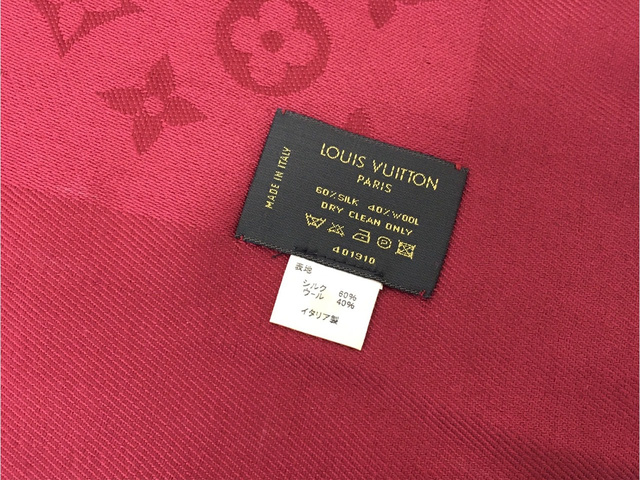 LOUIS VUITTON
PARIS
60% SILK 40% WOOL
DRY CLEAN ONLY
401910
MADE IN ITALY
表地
シルク 60%
ウール 40%
イタリア製